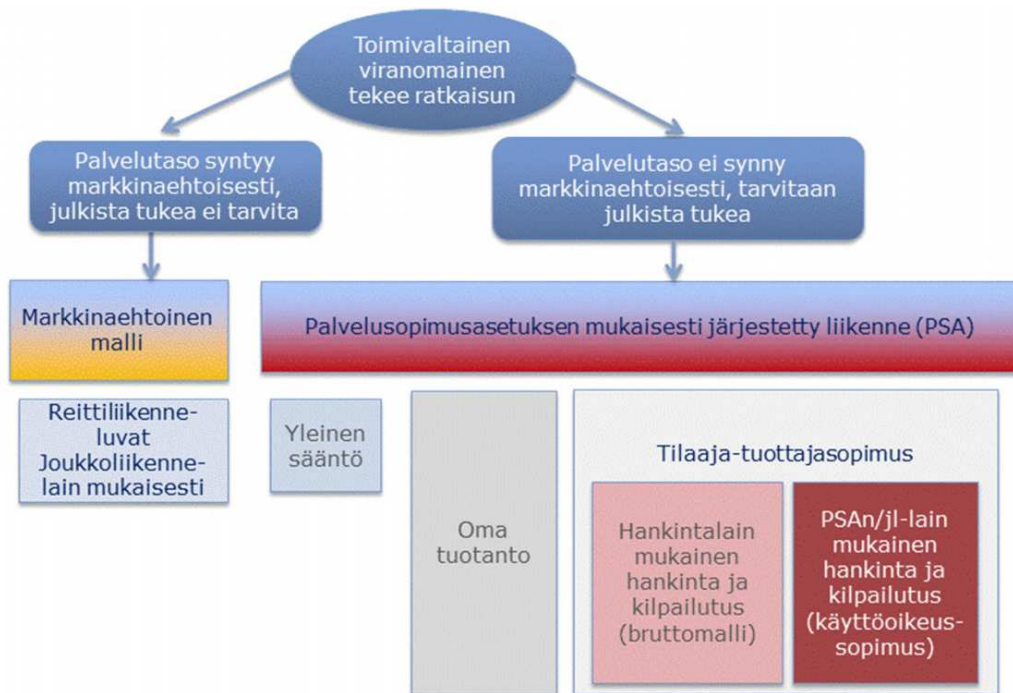 Toimivaltainen
viranomainen
tekee ratkaisun
Palvelutaso syntyy
markkinaehtoisesti,
julkista tukea ei tarvita
Palvelutaso ei synny
markkinaehtoisesti, tarvitaan
julkista tukea
Markkinaehtoinen
malli
Palvelusopimusasetuksen mukaisesti järjestetty liikenne (PSA)
Reittiliikenne-
luvat
Joukkoliikenne-
lain mukaisesti
Yleinen
sääntö
Oma
tuotanto
Tilaaja-tuottajasopimus
Hankintalain
mukainen
hankinta ja
kilpailutus
(bruttomalli)
PSAn/jl-lain
mukainen
hankinta ja
kilpailutus
(käyttöoikeus-
sopimus)